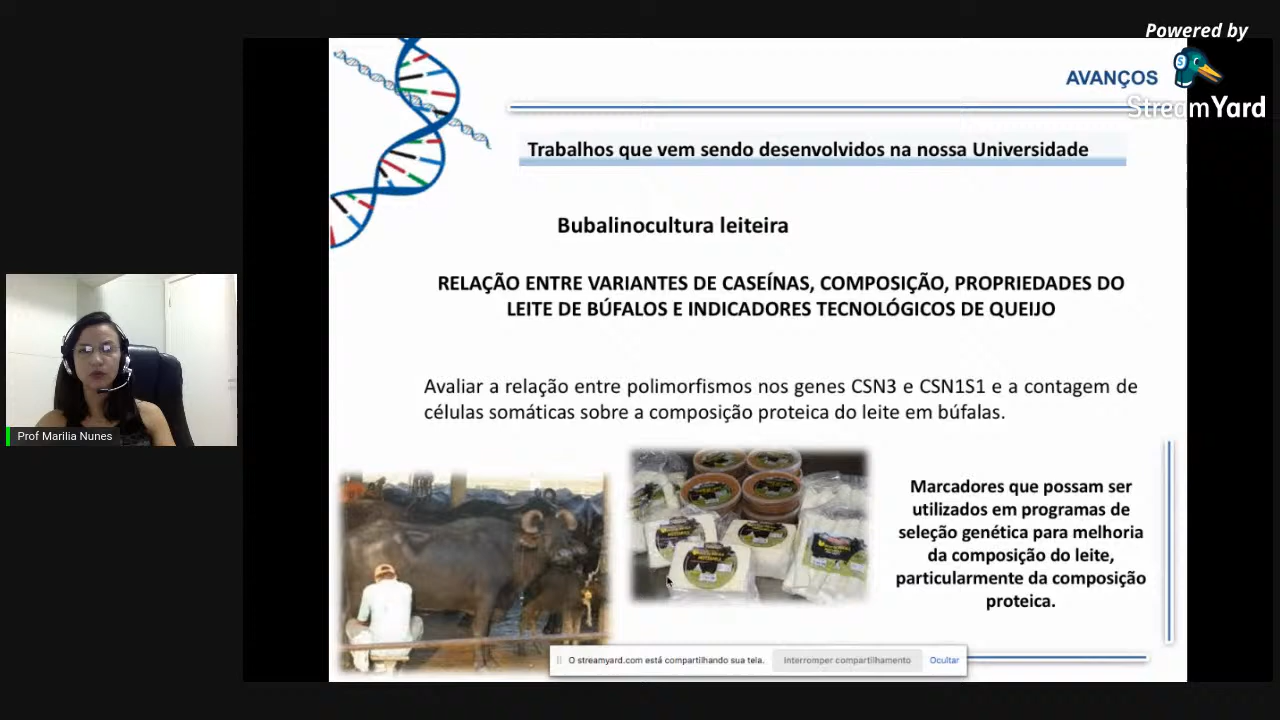 Powered by
StreamYard
AVANÇOS
Trabalhos que vem sendo desenvolvidos na nossa Universidade
Bubalinocultura leiteira
RELAÇÃO ENTRE VARIANTES DE CASEÍNAS, COMPOSIÇÃO, PROPRIEDADES DO
LEITE DE BÚFALOS E INDICADORES TECNOLÓGICOS DE QUEIJO
Avaliar a relação entre polimorfismos nos genes CSN3 e CSN1S1 e a contagem de
células somáticas sobre a composição proteica do leite em búfalas.
Prof Marilia Nunes
Marcadores que possam ser
utilizados em programas de
seleção genética para melhoria
da composição do leite,
particularmente da composição
proteica.
O streamyard.com está compartilhando sua tela.
Interromper compartilhamento
Ocultar